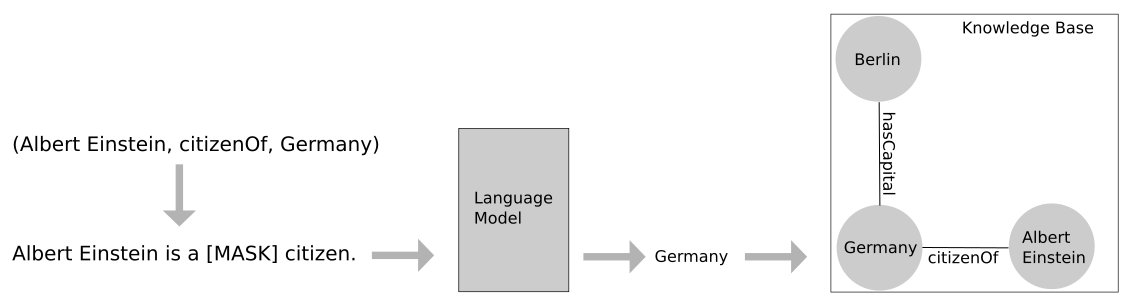 (Albert Einstein, citizenOf, Germany)
Albert Einstein is a [MASK] citizen.
Language
Model
Germany
Knowledge Base
Berlin
hasCapital
Germany
citizenOf
Albert
Einstein